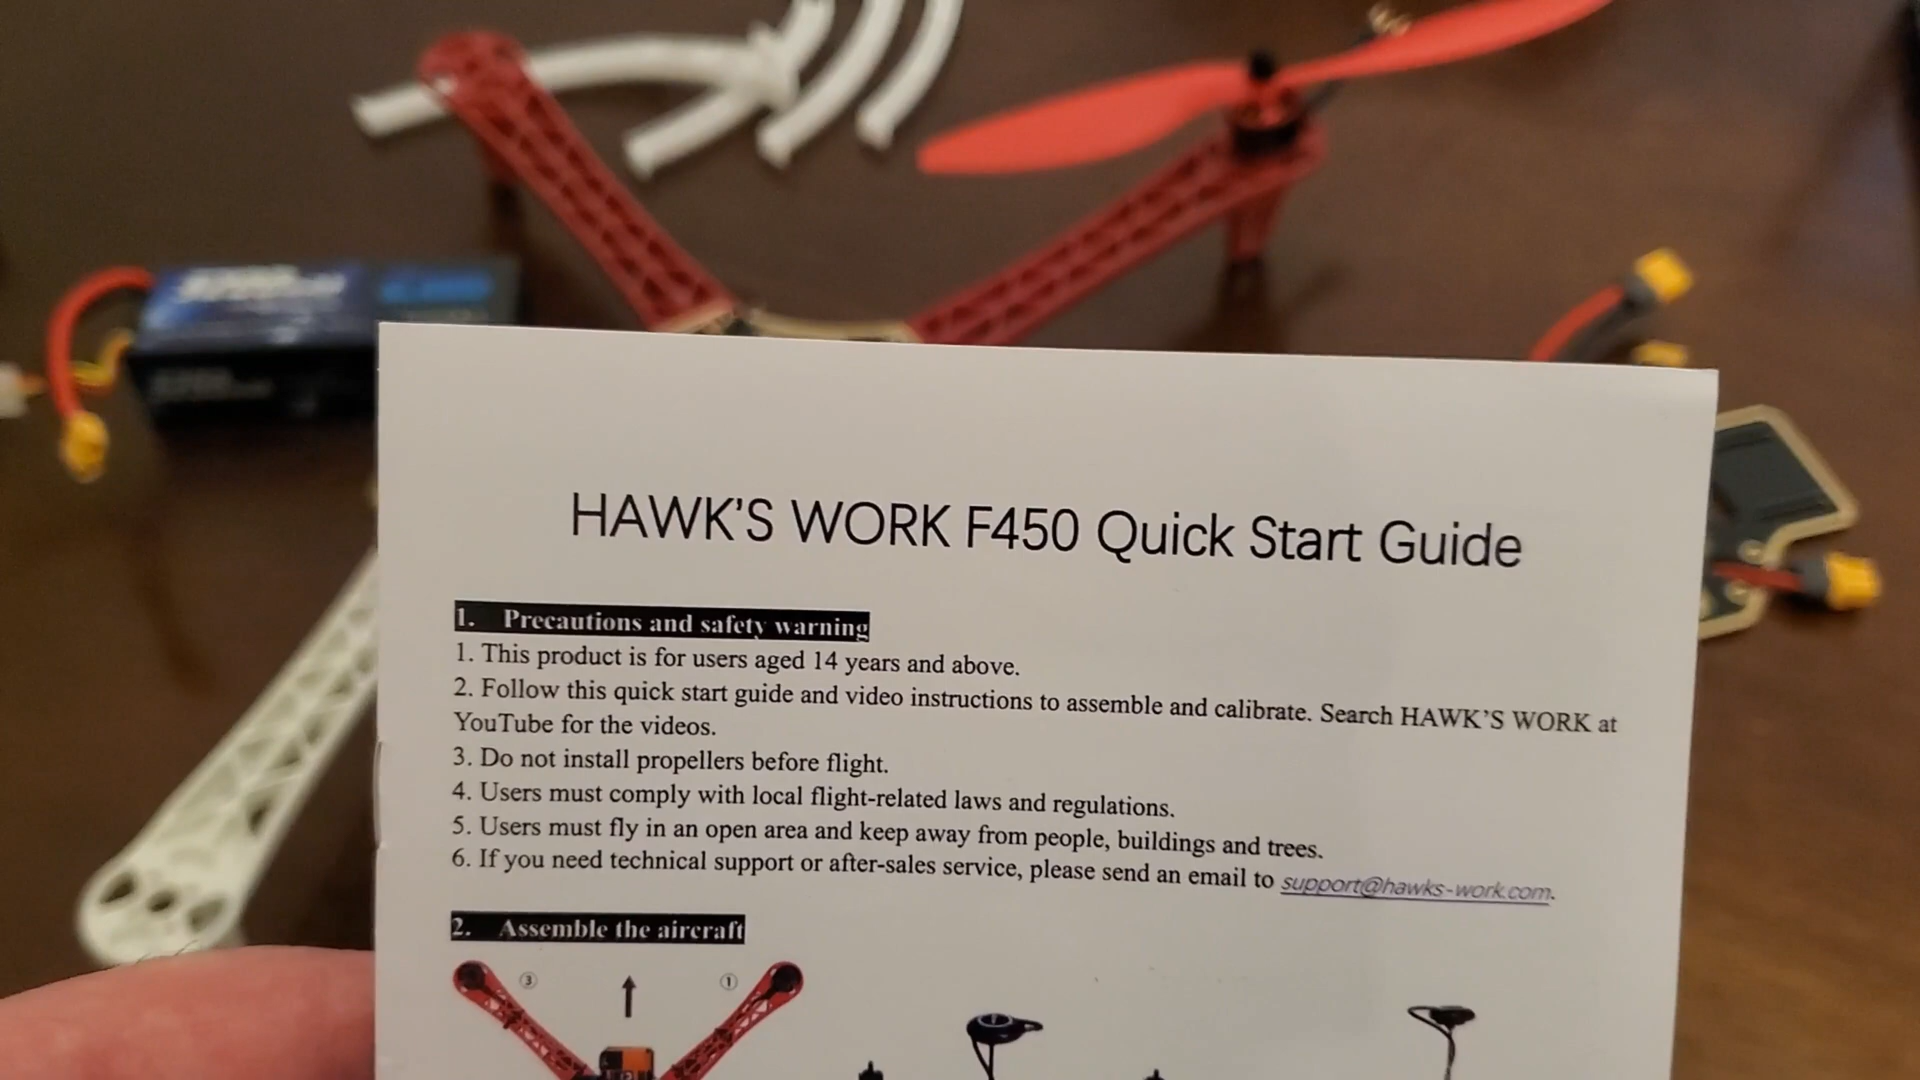 HAWK’S WORK F450 Quick Start Guide
1. Precautions and safety warning
1. This product is for users aged 14 years and above.
2. Follow this quick start guide and video instructions to assemble and calibrate. Search HAWK’S WORK at
YouTube for the videos.
3. Do not install propellers before flight.
4. Users must comply with local flight-related laws and regulations.
5. Users must fly in an open area and keep away from people, buildings and trees.
6. If you need technical support or after-sales service, please send an email to support@hawks-work.com.
2. Assemble the aircraft
③ ①